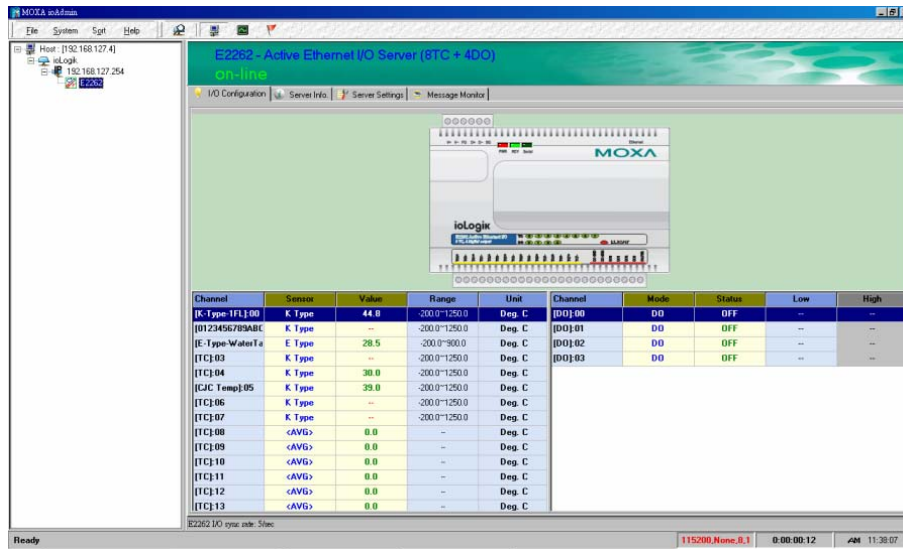 MOXA ioAdmin
File System Sort Help
Host : [192.168.127.4]
ioLogik
192.168.127.254
E2262
E2262 - Active Ethernet I/O Server (8TC + 4DO)
on-line
I/O Configuration Server Info. Server Settings Message Monitor
MOXA
ioLogik
Channel Sensor Value Range Unit Channel Mode Status Low High
[K-Type-1FL]:00 K Type 44.8 -200.0~1250.0 Deg. C [DO]:00 DO OFF -- --
[0123456789ABC K Type -- -200.0~1250.0 Deg. C [DO]:01 DO OFF -- --
[E-Type-WaterTa E Type 28.5 -200.0~900.0 Deg. C [DO]:02 DO OFF -- --
[TC]:03 K Type -- -200.0~1250.0 Deg. C [DO]:03 DO OFF -- --
[TC]:04 K Type 30.0 -200.0~1250.0 Deg. C
[CJC Temp]:05 K Type 39.0 -200.0~1250.0 Deg. C
[TC]:06 K Type -- -200.0~1250.0 Deg. C
[TC]:07 K Type -- -200.0~1250.0 Deg. C
[TC]:08 <AVG> 0.0 -- Deg. C
[TC]:09 <AVG> 0.0 -- Deg. C
[TC]:10 <AVG> 0.0 -- Deg. C
[TC]:11 <AVG> 0.0 -- Deg. C
[TC]:12 <AVG> 0.0 -- Deg. C
[TC]:13 <AVG> 0.0 -- Deg. C
E2262 I/O sync rate: 5/sec
Ready 115200,None,8,1 0:00:00:12 AM 11:38:07